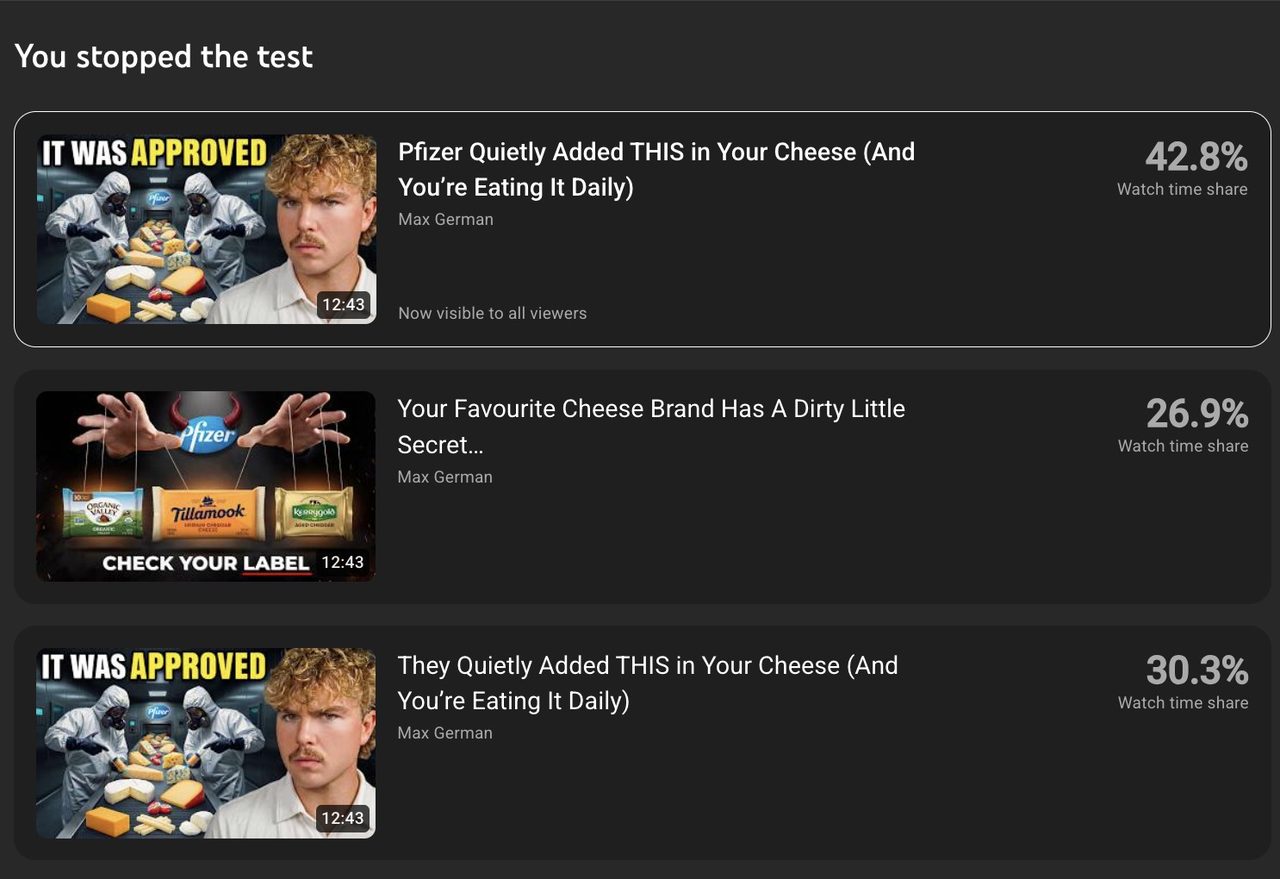 You stopped the test
IT WAS APPROVED
Pfizer
12:43
Pfizer Quietly Added THIS in Your Cheese (And
You’re Eating It Daily)
Max German
Now visible to all viewers
42.8%
Watch time share
Pfizer
ORGANIC
VALLEY
ORGANIC
Tillamook
CHEESE
KERRYGOLD
AGED CHEDDAR
CHECK YOUR LABEL
12:43
Your Favourite Cheese Brand Has A Dirty Little
Secret...
Max German
26.9%
Watch time share
IT WAS APPROVED
Pfizer
12:43
They Quietly Added THIS in Your Cheese (And
You’re Eating It Daily)
Max German
30.3%
Watch time share